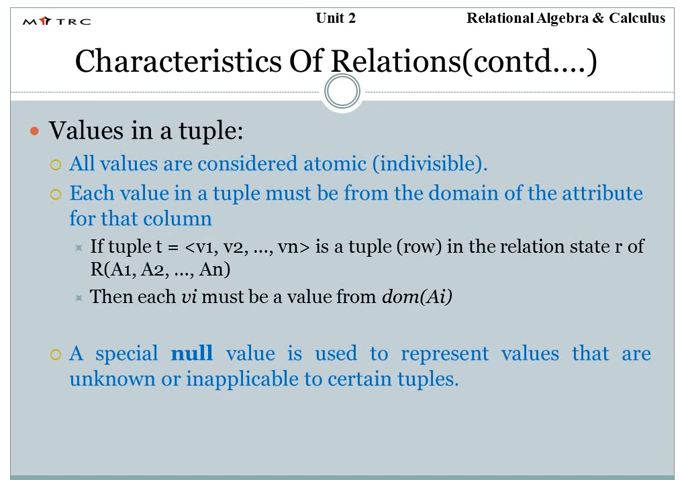 MYTRC
Unit 2
Relational Algebra & Calculus
Characteristics Of Relations(contd....)
Values in a tuple:
All values are considered atomic (indivisible).
Each value in a tuple must be from the domain of the attribute
for that column
If tuple t = <v1, v2, ..., vn> is a tuple (row) in the relation state r of
R(A1, A2, ..., An)
Then each vi must be a value from dom(Ai)
A special null value is used to represent values that are
unknown or inapplicable to certain tuples.